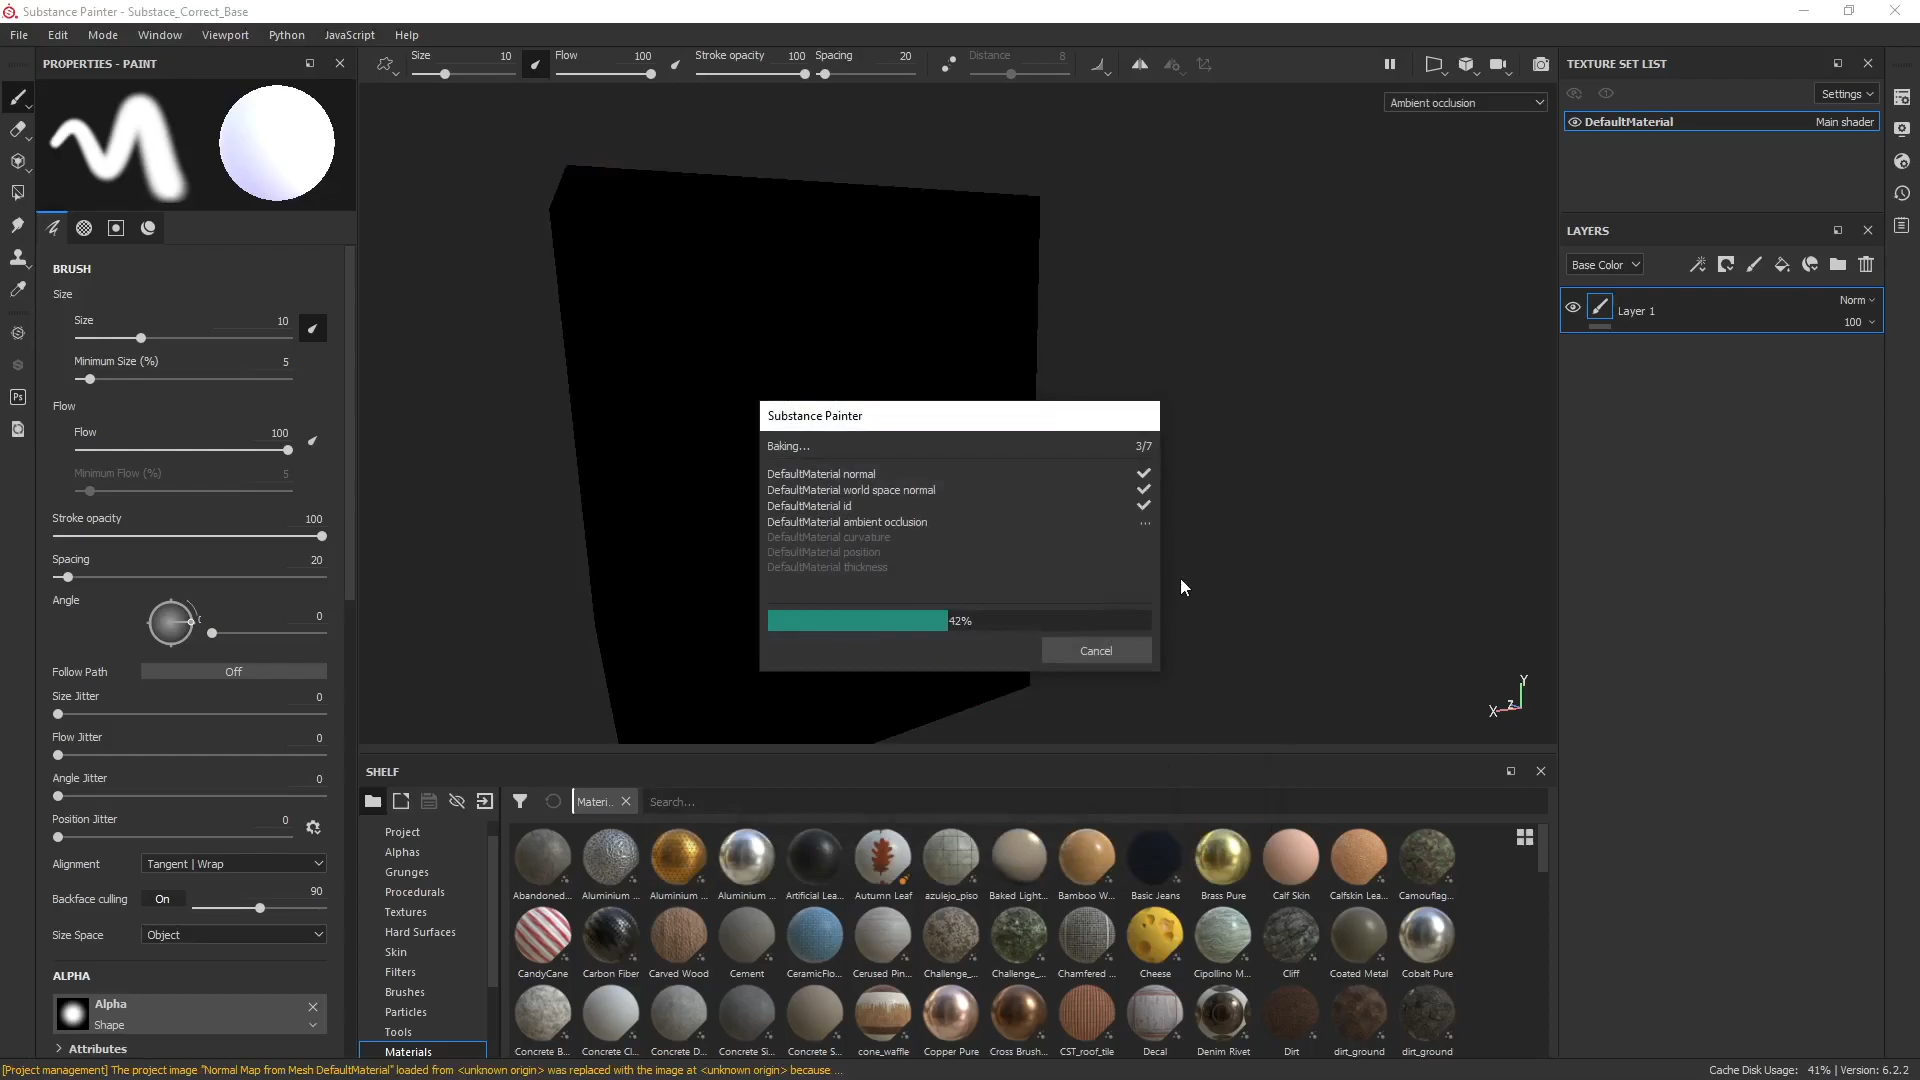 Substance Painter - Substace_Correct_Base
File Edit Mode Window Viewport Python JavaScript Help
Size 10 Flow 100 Stroke opacity 100 Spacing 20 Distance 8
PROPERTIES - PAINT
Ambient occlusion
BRUSH
Size
Size 10
Minimum Size (%) 5
Flow
Flow 100
Minimum Flow (%) 5
Stroke opacity 100
Spacing 20
Angle 0
Follow Path Off
Size Jitter 0
Flow Jitter 0
Angle Jitter 0
Position Jitter 0
Alignment Tangent | Wrap
Backface culling On 90
Size Space Object
ALPHA
Alpha
Shape
Attributes
Ps
Substance Painter
Baking... 3/7
DefaultMaterial normal
DefaultMaterial world space normal
DefaultMaterial id
DefaultMaterial ambient occlusion ...
DefaultMaterial curvature
DefaultMaterial position
DefaultMaterial thickness
42%
Cancel
Y
X Z
SHELF
Materi.. Search...
Project
Alphas
Grunges
Procedurals
Textures
Hard Surfaces
Skin
Filters
Brushes
Particles
Tools
Materials
Abandoned... Aluminium ... Aluminium ... Aluminium ... Artificial Lea... Autumn Leaf azulejo_piso Baked Light... Bamboo W... Basic Jeans Brass Pure Calf Skin Calfskin Lea... Camouflag...
CandyCane Carbon Fiber Carved Wood Cement CeramicFlo... Cerused Pin... Challenge_... Challenge_... Chamfered ... Cheese Cipollino M... Cliff Coated Metal Cobalt Pure
Concrete B... Concrete Cl... Concrete D... Concrete Si... Concrete S... cone_waffle Copper Pure Cross Brush... CST_roof_tile Decal Denim Rivet Dirt dirt_ground dirt_ground
TEXTURE SET LIST
Settings
DefaultMaterial Main shader
LAYERS
Base Color
Layer 1 Norm
100
[Project management] The project image "Normal Map from Mesh DefaultMaterial" loaded from <unknown origin> was replaced with the image at <unknown origin> because ...
Cache Disk Usage: 41% | Version: 6.2.2